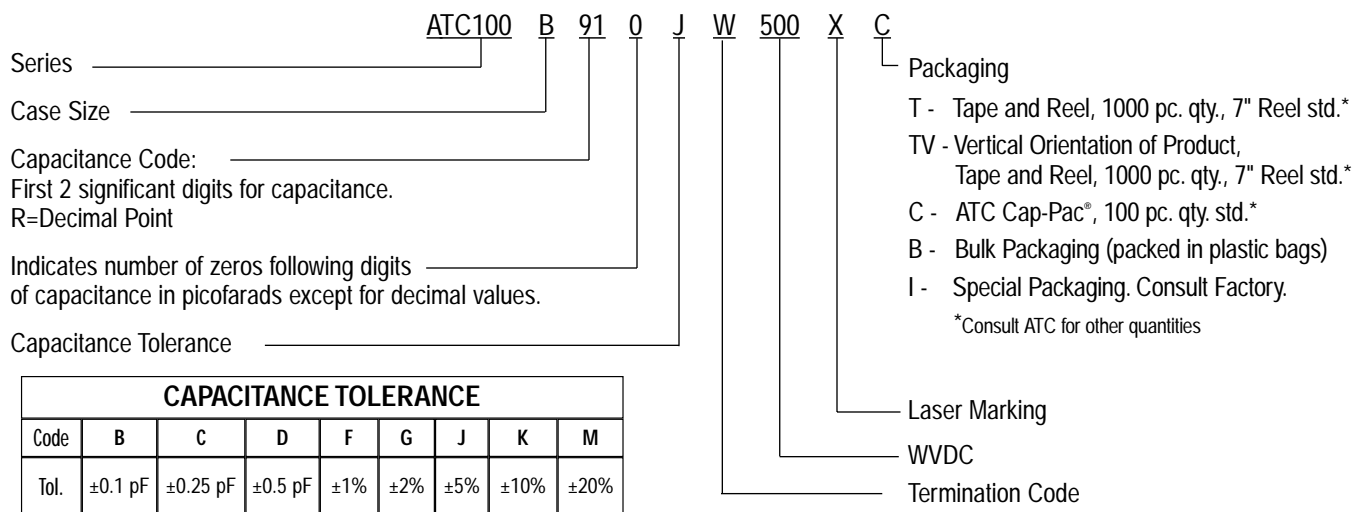 ATC100 B 91 0 J W 500 X C
Series
Case Size
Capacitance Code:
First 2 significant digits for capacitance.
R=Decimal Point
Indicates number of zeros following digits
of capacitance in picofarads except for decimal values.
Capacitance Tolerance
CAPACITANCE TOLERANCE
Code B C D F G J K M
Tol. ±0.1 pF ±0.25 pF ±0.5 pF ±1% ±2% ±5% ±10% ±20%
Packaging
T - Tape and Reel, 1000 pc. qty., 7" Reel std.*
TV - Vertical Orientation of Product,
Tape and Reel, 1000 pc. qty., 7" Reel std.*
C - ATC Cap-Pac®, 100 pc. qty. std.*
B - Bulk Packaging (packed in plastic bags)
I - Special Packaging. Consult Factory.
*Consult ATC for other quantities
Laser Marking
WVDC
Termination Code